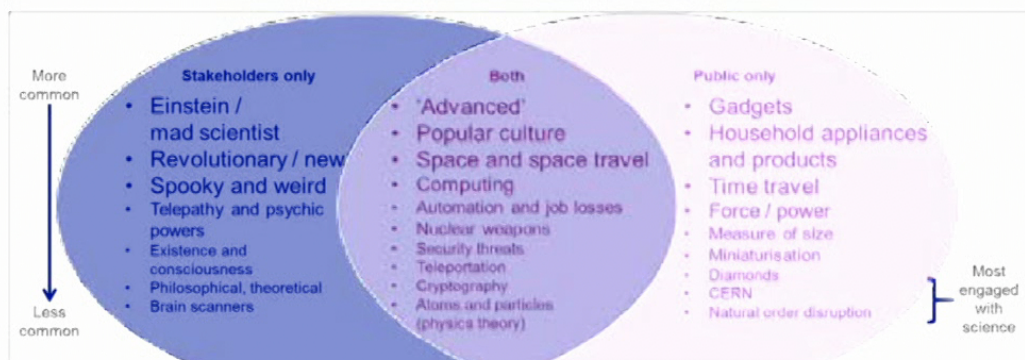 More
common
Less
common
Stakeholders only
• Einstein /
mad scientist
• Revolutionary / new
• Spooky and weird
• Telepathy and psychic
powers
• Existence and
consciousness
• Philosophical, theoretical
• Brain scanners
Both
• 'Advanced'
• Popular culture
• Space and space travel
• Computing
• Automation and job losses
• Nuclear weapons
• Security threats
• Teleportation
• Cryptography
• Atoms and particles
(physics theory)
Public only
• Gadgets
• Household appliances
and products
• Time travel
• Force / power
• Measure of size
• Miniaturisation
• Diamonds
• CERN
• Natural order disruption
Most
engaged
with
science